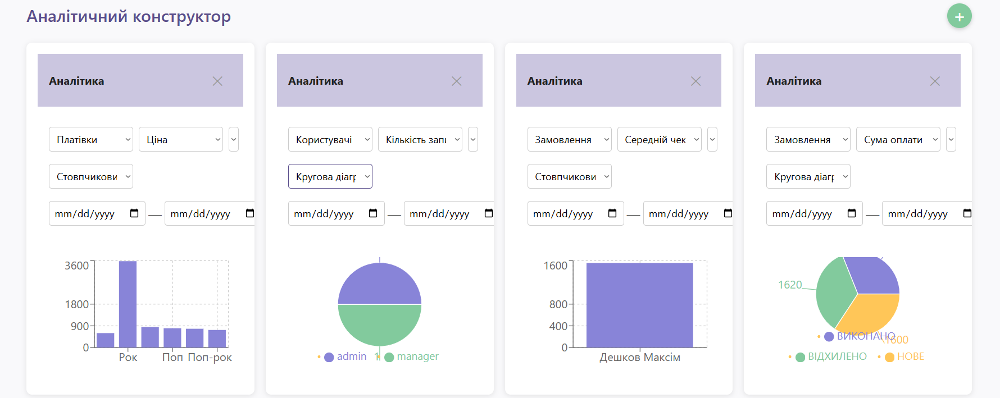 Аналітичний конструктор
+
Аналітика
Платівки
Ціна
Стовпчикови
mm/dd/yyyy — mm/dd/yyyy
3600
1800
900
0
Рок Поп Поп-рок
Аналітика
Користувачі
Кількість запи
Кругова діагр
mm/dd/yyyy — mm/dd/yyyy
admin 1 manager
Аналітика
Замовлення
Середній чек
Стовпчикови
mm/dd/yyyy — mm/dd/yyyy
1600
800
400
0
Дешков Максім
Аналітика
Замовлення
Сума оплати
Кругова діагр
mm/dd/yyyy — mm/dd/yyyy
1620
ВИКОНАНО
1600
ВІДХИЛЕНО НОВЕ